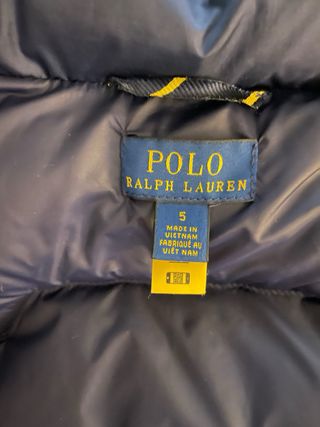 POLO
RALPH LAUREN
5
MADE IN
VIETNAM
FABRIQUÉ AU
VIÊT NAM